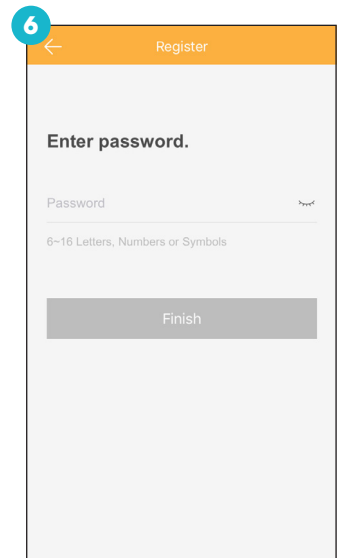 6
Register
Enter password.
Password
6~16 Letters, Numbers or Symbols
Finish